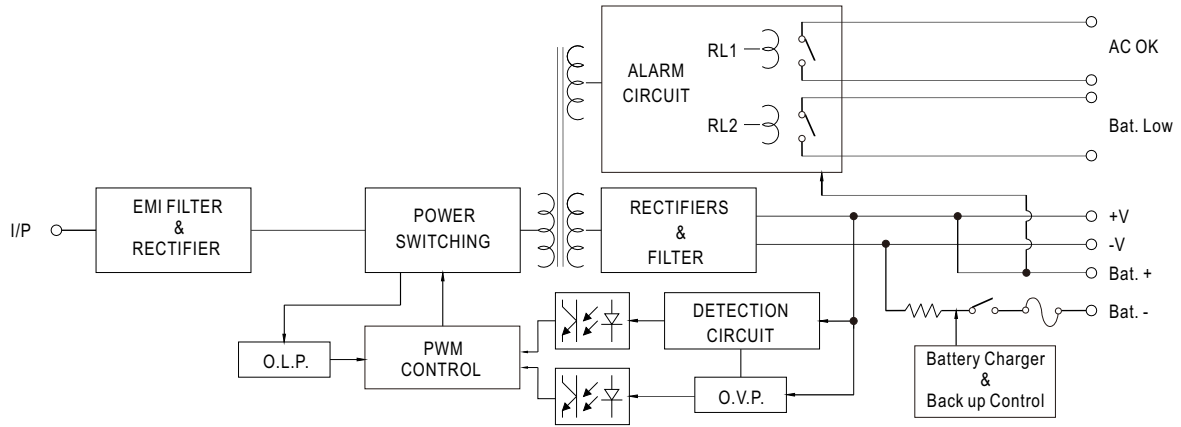 RL1
AC OK
ALARM
CIRCUIT
RL2
Bat. Low
I/P
EMI FILTER
&
RECTIFIER
POWER
SWITCHING
RECTIFIERS
&
FILTER
+V
-V
Bat. +
Bat. -
DETECTION
CIRCUIT
O.L.P.
PWM
CONTROL
O.V.P.
Battery Charger
&
Back up Control